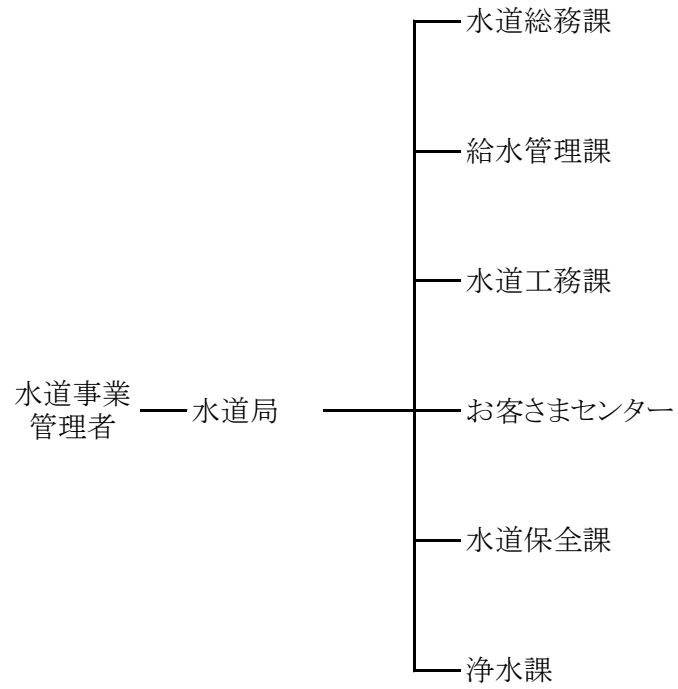 水道総務課
給水管理課
水道工務課
水道事業
管理者
水道局
お客さまセンター
水道保全課
浄水課